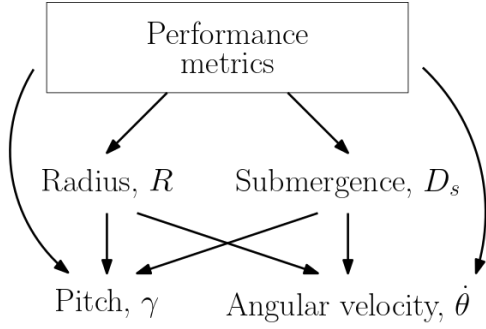 Performance
metrics
Radius, R
Submergence, Dₛ
Pitch, γ
Angular velocity, θ̇